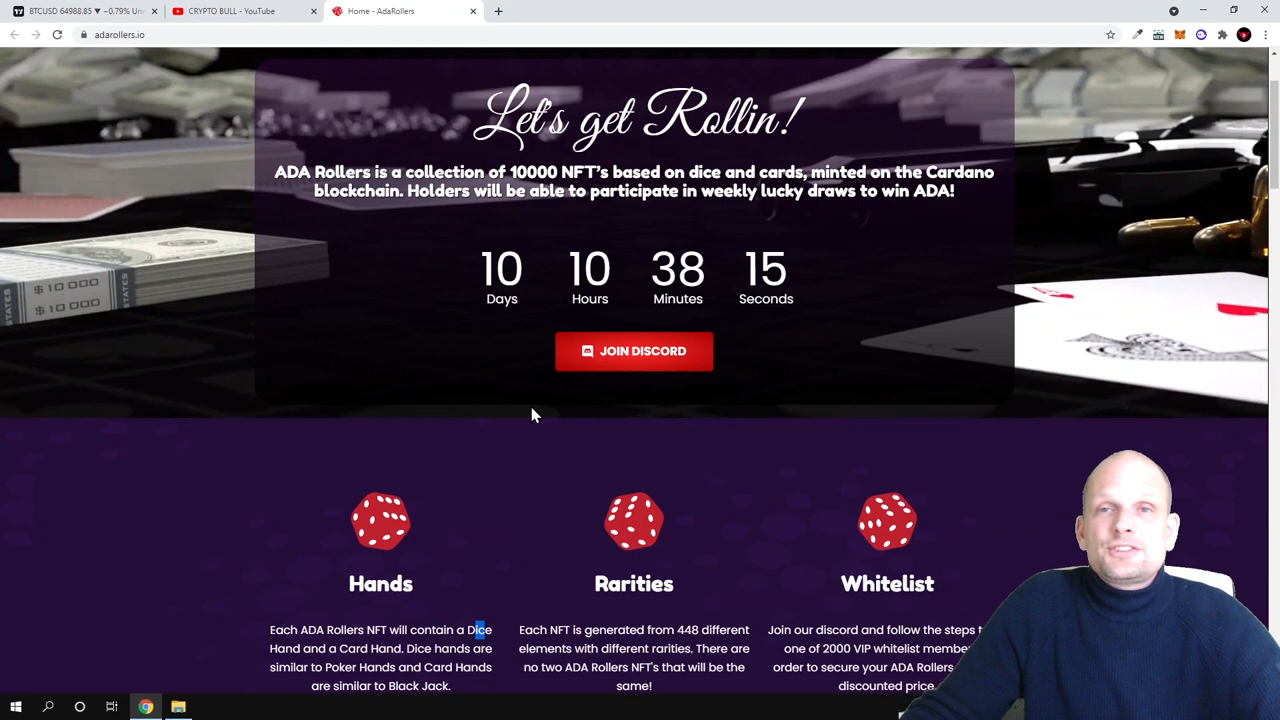 BTCUSD 64988.85 ▼ −0.79% Un
CRYPTO BULL - YouTube
Home - AdaRollers
adarollers.io
Let's get Rollin!
ADA Rollers is a collection of 10000 NFT's based on dice and cards, minted on the Cardano
blockchain. Holders will be able to participate in weekly lucky draws to win ADA!
10 10 38 15
Days Hours Minutes Seconds
JOIN DISCORD
$10 000
$10 000
Hands
Each ADA Rollers NFT will contain a Dice
Hand and a Card Hand. Dice hands are
similar to Poker Hands and Card Hands
are similar to Black Jack.
Rarities
Each NFT is generated from 448 different
elements with different rarities. There are
no two ADA Rollers NFT's that will be the
same!
Whitelist
Join our discord and follow the steps t
one of 2000 VIP whitelist memb
order to secure your ADA Rollers
discounted price.